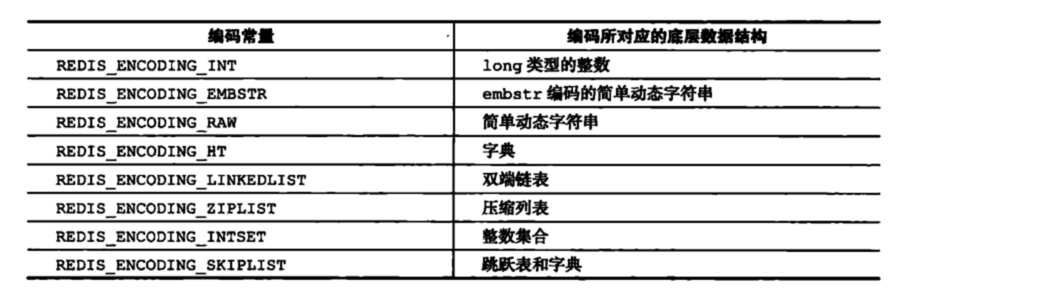 编码常量 编码所对应的底层数据结构
REDIS_ENCODING_INT long 类型的整数
REDIS_ENCODING_EMBSTR embstr 编码的简单动态字符串
REDIS_ENCODING_RAW 简单动态字符串
REDIS_ENCODING_HT 字典
REDIS_ENCODING_LINKEDLIST 双端链表
REDIS_ENCODING_ZIPLIST 压缩列表
REDIS_ENCODING_INTSET 整数集合
REDIS_ENCODING_SKIPLIST 跳跃表和字典